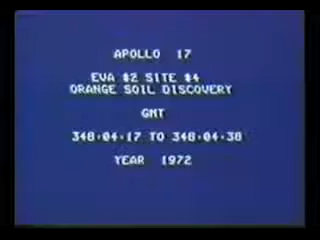 APOLLO 17
EVA $2 SITE $4
ORANGE SOIL DISCOVERY
GMT
348:04:17 TO 348:04:38
YEAR 1972